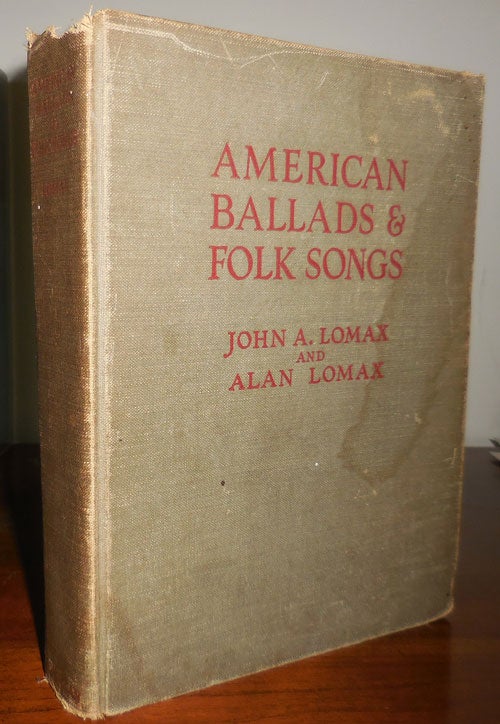 AMERICAN
BALLADS &
FOLK SONGS
JOHN A. LOMAX
AND
ALAN LOMAX